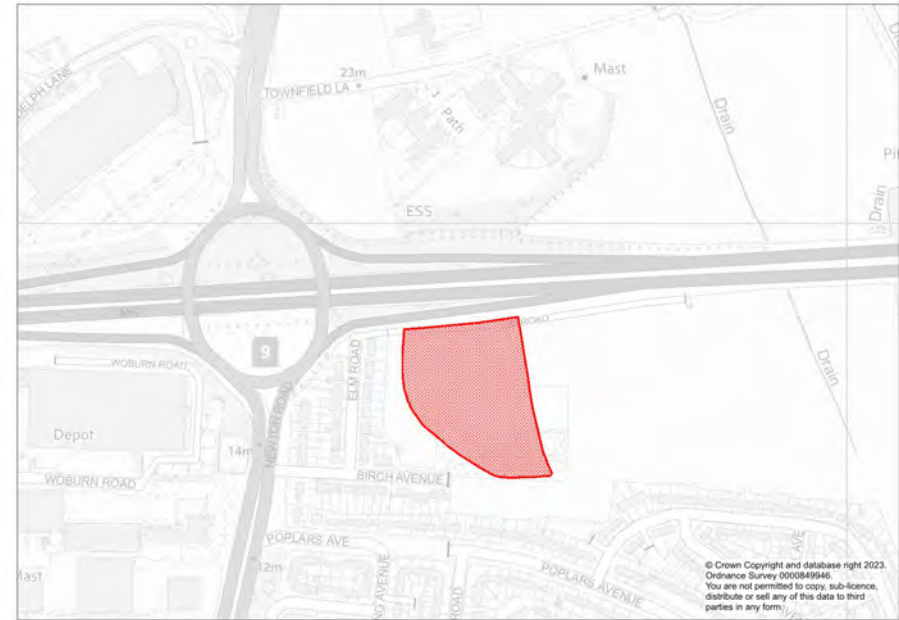 DELPH LANE
23m
TOWNFIELD LA
Mast
Path
Drain
ESS
Drain
9
ROAD
WOBURN ROAD
ELM ROAD
Drain
NEWTON ROAD
Depot
14m
WOBURN ROAD
BIRCH AVENUE
POPLARS AVE
12m
POPLARS AVENUE
AVE
ROAD
© Crown Copyright and database right 2023.
Ordnance Survey 0000849946.
You are not permitted to copy, sub-licence,
distribute or sell any of this data to third
parties in any form.